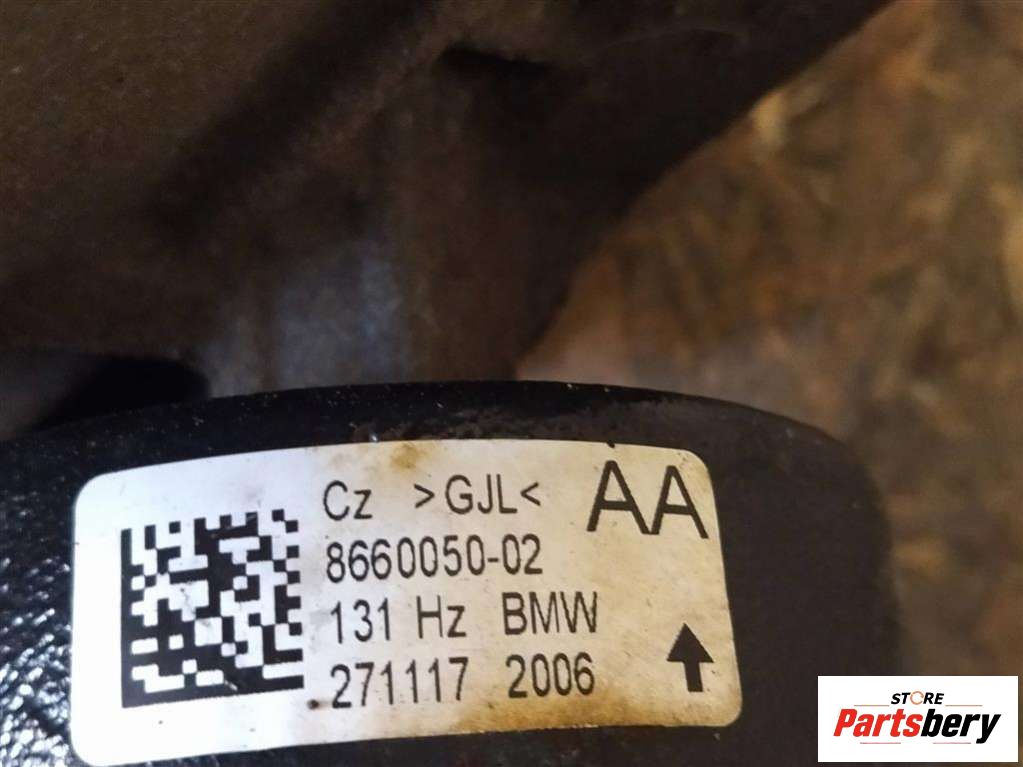 Cz >GJL< AA
8660050-02
131 Hz BMW
271117 2006
STORE
Partsbery